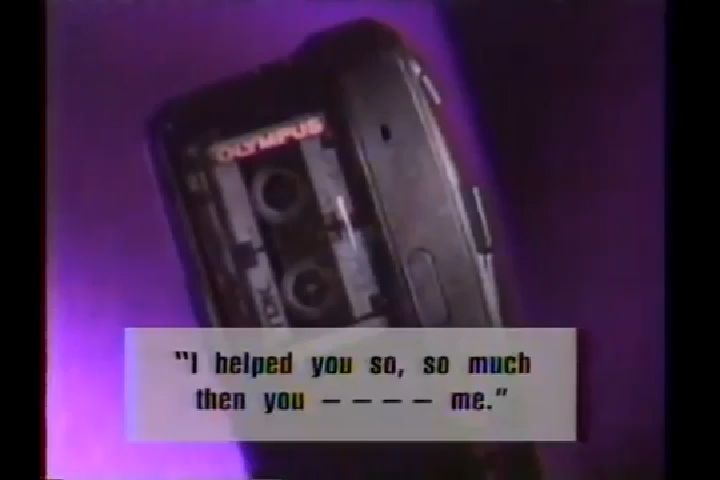 OLYMPUS
"I helped you so, so much
then you – – – – me."